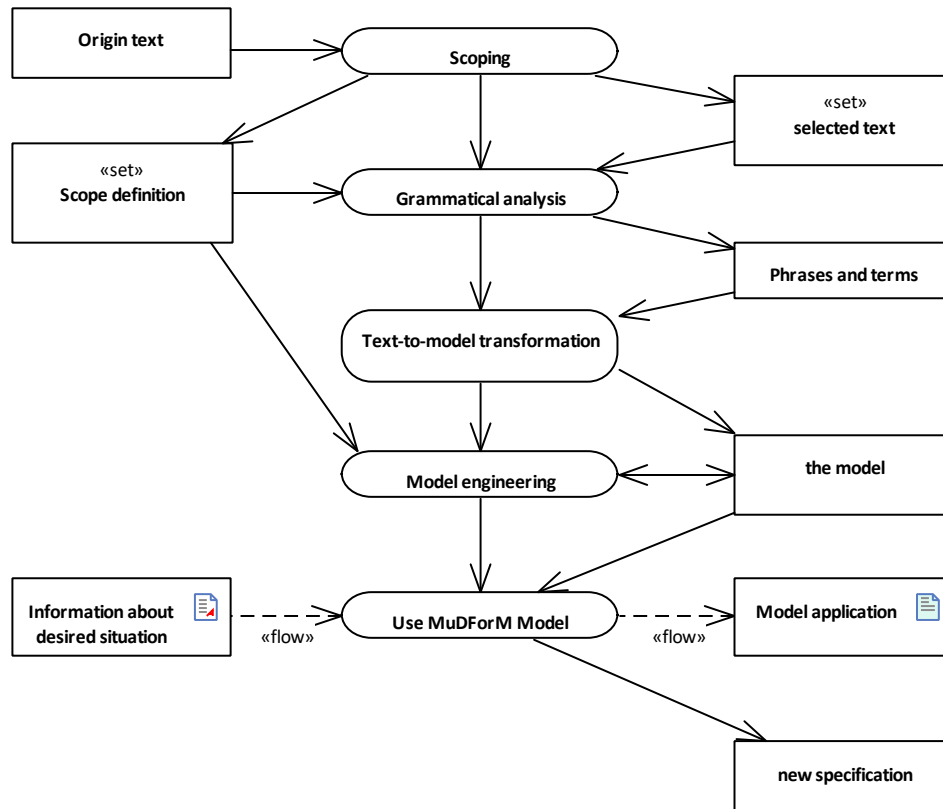 Origin text
Scoping
«set»
selected text
«set»
Scope definition
Grammatical analysis
Phrases and terms
Text-to-model transformation
the model
Model engineering
Information about
desired situation
«flow»
Use MuDForM Model
«flow»
Model application
new specification